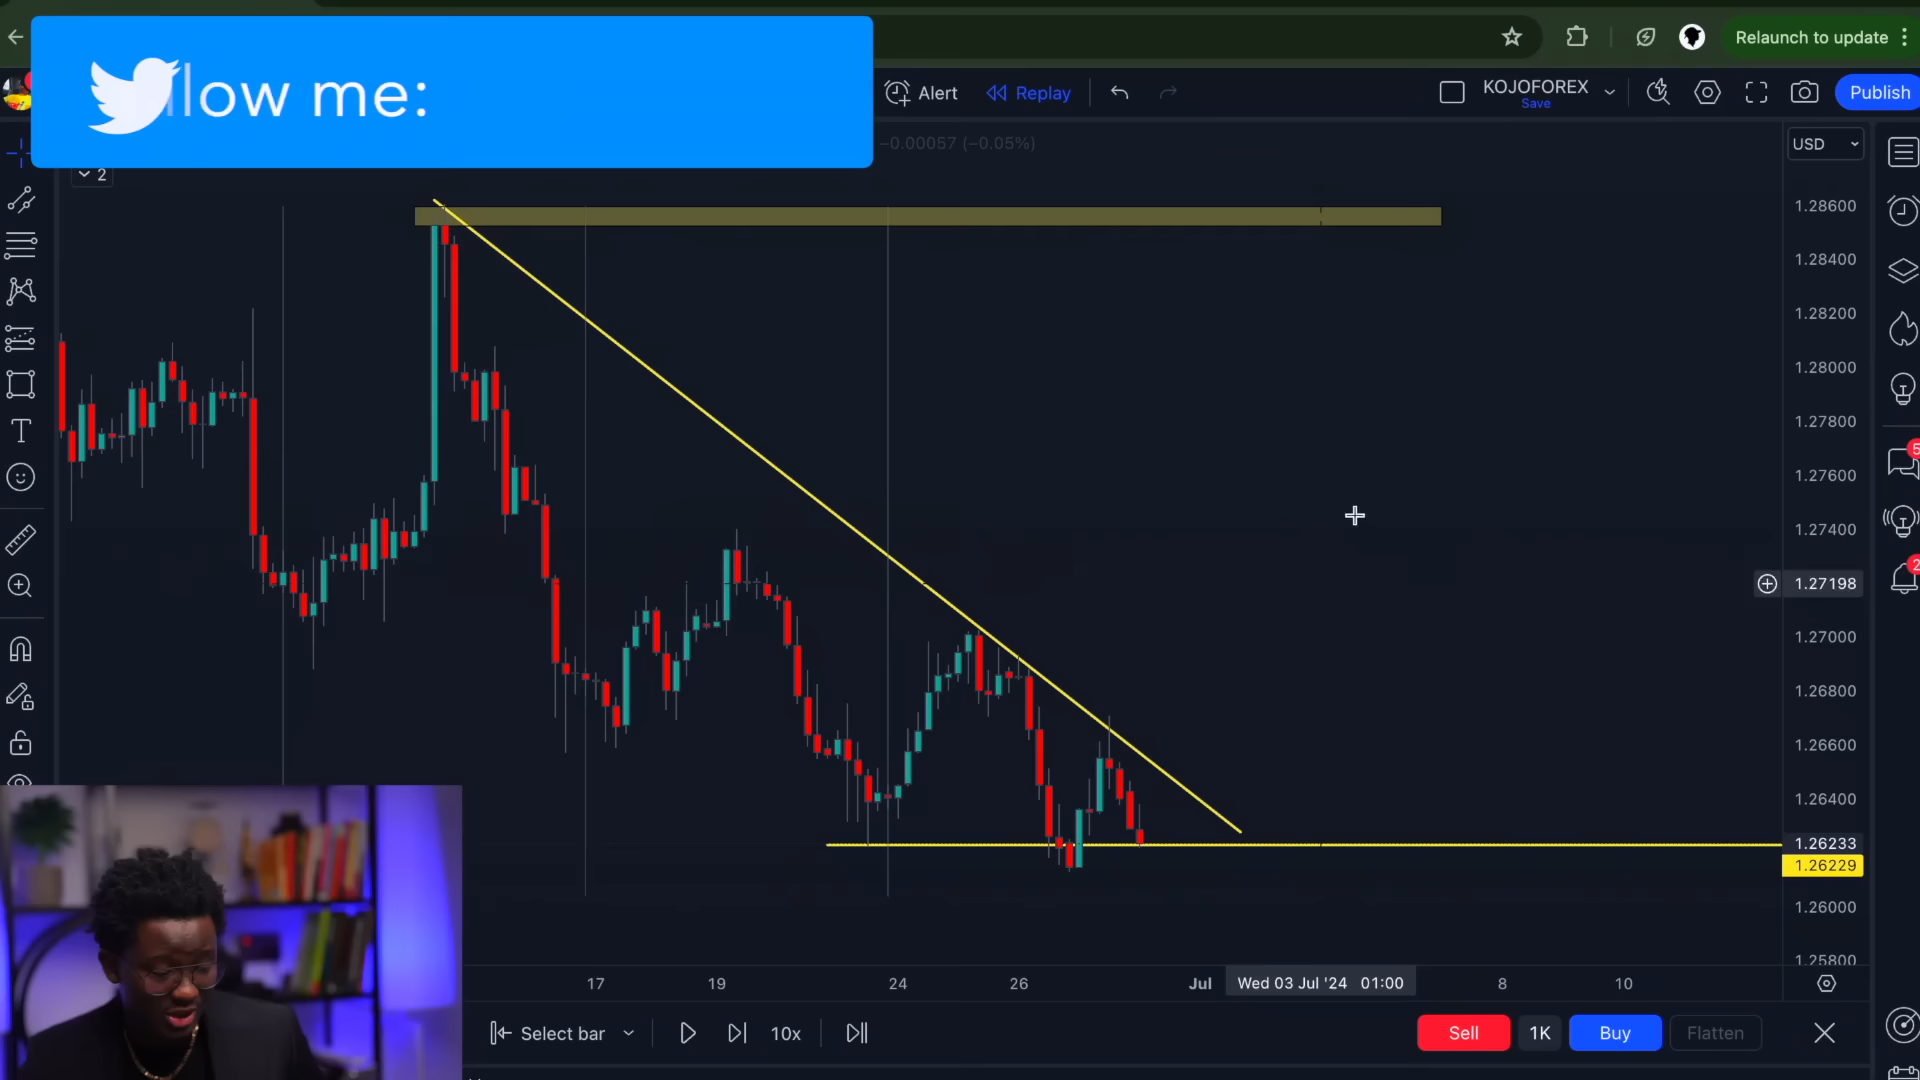 llow me:
Relaunch to update
Alert
Replay
KOJOFOREX
Save
Publish
−0.00057 (−0.05%)
USD
2
1.28600
1.28400
1.28200
1.28000
1.27800
1.27600
1.27400
1.27198
1.27000
1.26800
1.26600
1.26400
1.26233
1.26229
1.26000
1.25800
5
2
17
19
24
26
Jul
Wed 03 Jul '24 01:00
8
10
Select bar
10x
Sell
1K
Buy
Flatten